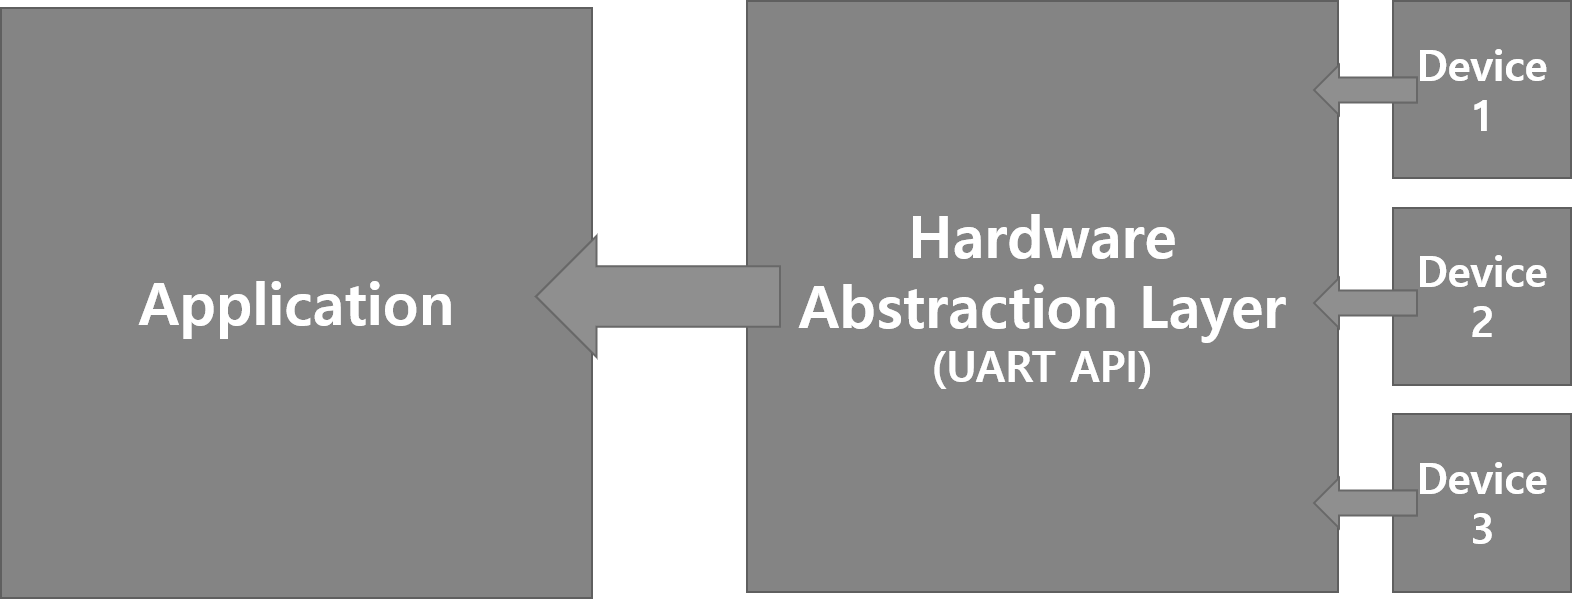 Application
Hardware
Abstraction Layer
(UART API)
Device
1
Device
2
Device
3